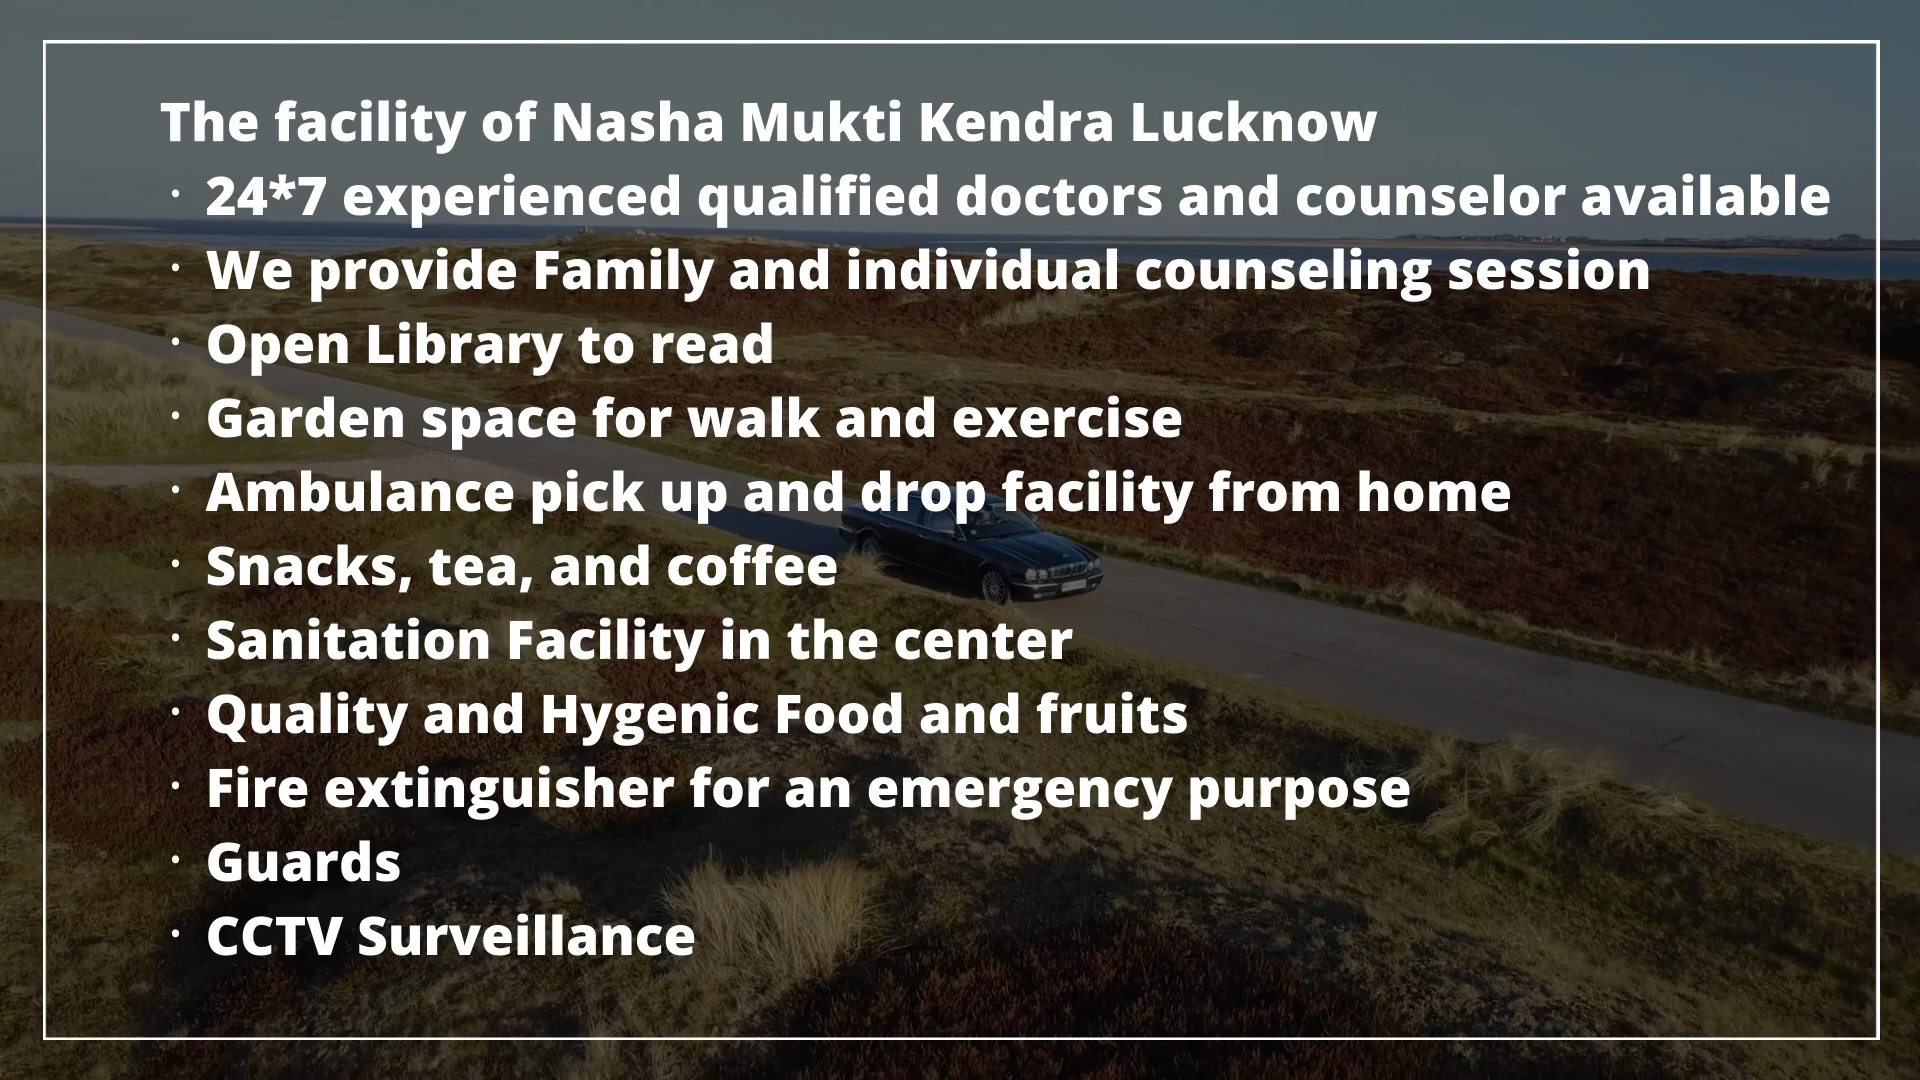 The facility of Nasha Mukti Kendra Lucknow
· 24*7 experienced qualified doctors and counselor available
· We provide Family and individual counseling session
· Open Library to read
· Garden space for walk and exercise
· Ambulance pick up and drop facility from home
· Snacks, tea, and coffee
· Sanitation Facility in the center
· Quality and Hygenic Food and fruits
· Fire extinguisher for an emergency purpose
· Guards
· CCTV Surveillance